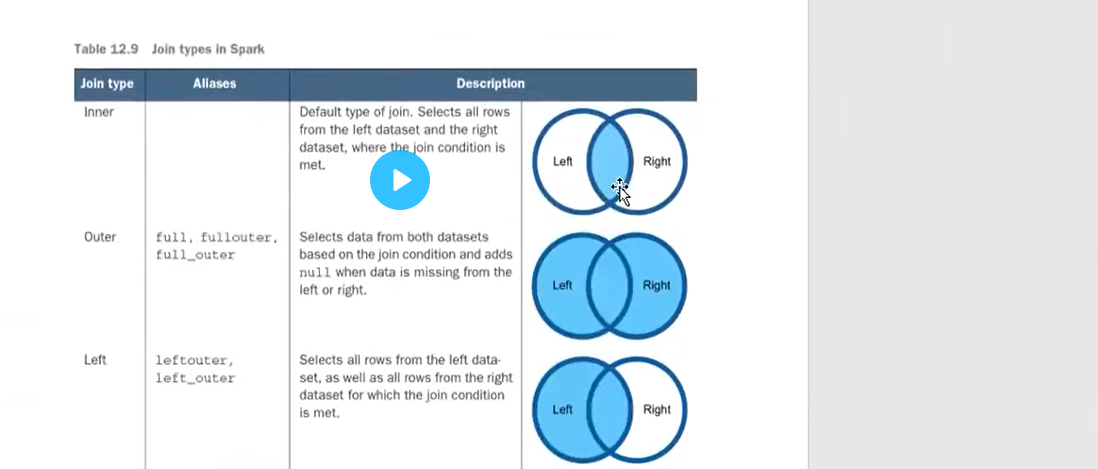 Table 12.9 Join types in Spark
Join type Aliases Description
Inner
Default type of join. Selects all rows
from the left dataset and the right
dataset, where the join condition is
met.
Left Right
Outer
full, fullouter,
full_outer
Selects data from both datasets
based on the join condition and adds
null when data is missing from the
left or right.
Left Right
Left
leftouter,
left_outer
Selects all rows from the left data-
set, as well as all rows from the right
dataset for which the join condition
is met.
Left Right